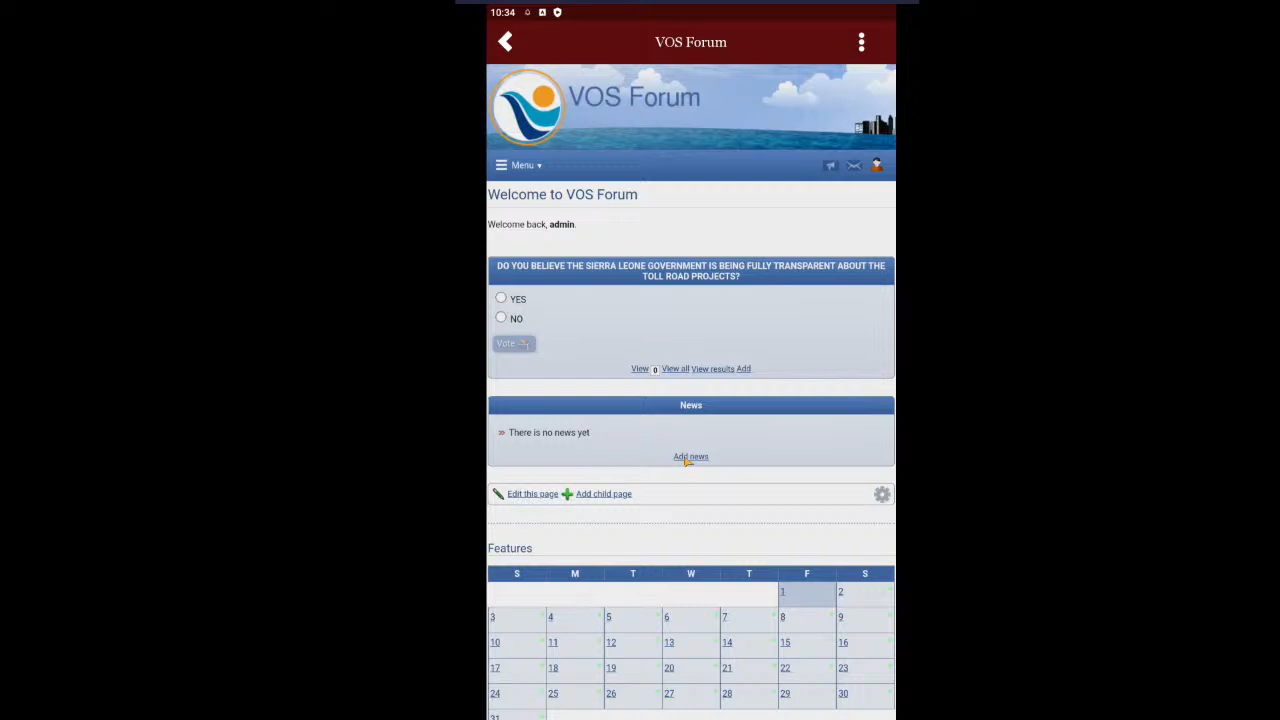 10:34
VOS Forum
VOS Forum
Menu ▾
Welcome to VOS Forum
Welcome back, admin.
DO YOU BELIEVE THE SIERRA LEONE GOVERNMENT IS BEING FULLY TRANSPARENT ABOUT THE
TOLL ROAD PROJECTS?
YES
NO
Vote
View 0 View all View results Add
News
There is no news yet
Add news
Edit this page Add child page
Features
S M T W T F S
1 2
3 4 5 6 7 8 9
10 11 12 13 14 15 16
17 18 19 20 21 22 23
24 25 26 27 28 29 30
31